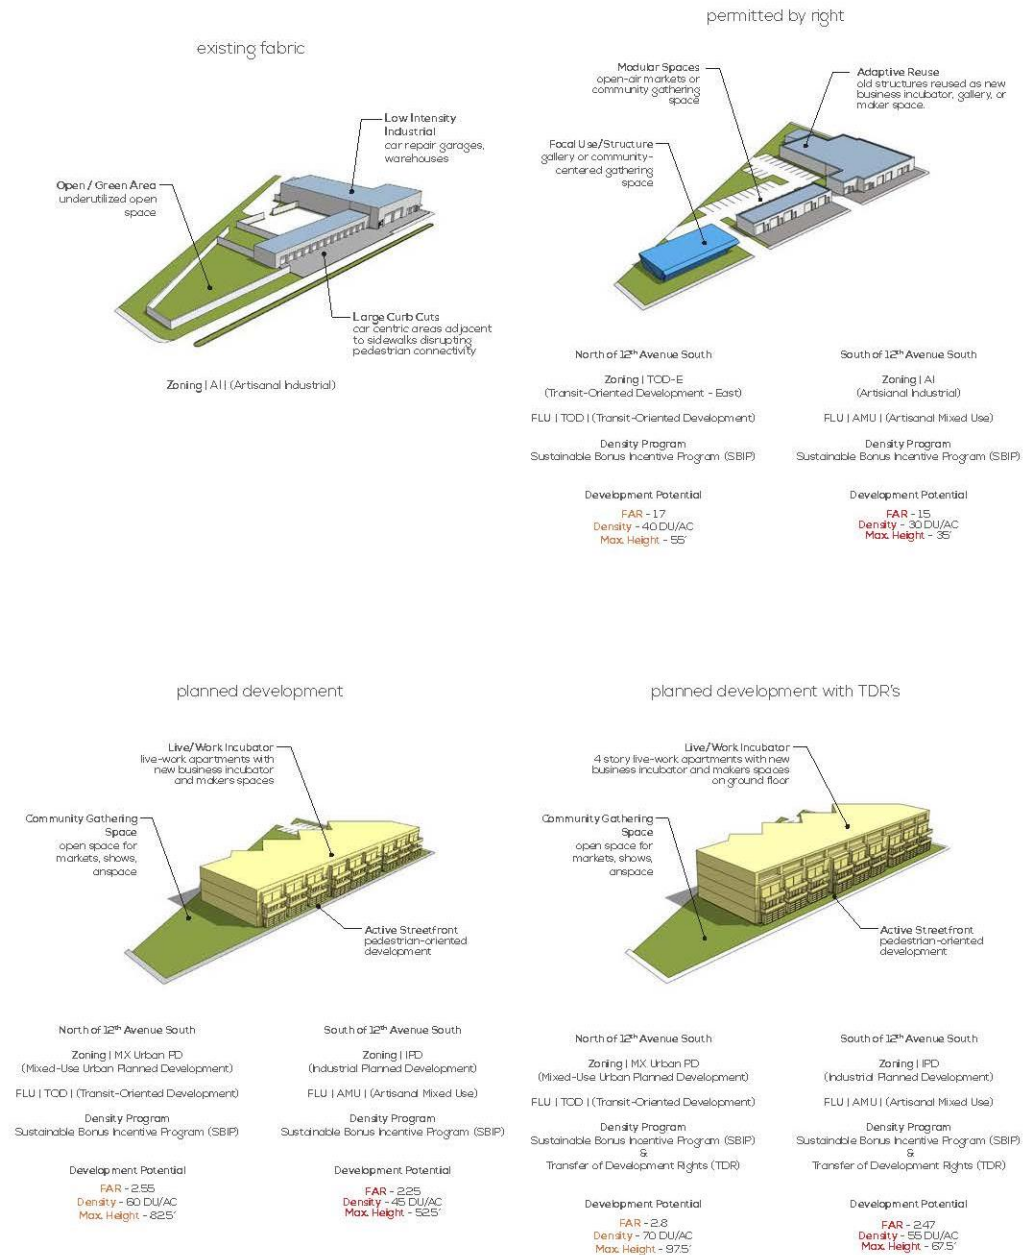 existing fabric
Low Intensity
Industrial
car repair garages,
warehouses
Open / Green Area
underutilized open
space
Large Curb Cuts
car centric areas adjacent
to sidewalks disrupting
pedestrian connectivity
Zoning | AI | (Artisanal Industrial)
permitted by right
Modular Spaces
open-air markets or
community gathering
space
Adaptive Reuse
old structures reused as new
business incubator, gallery, or
maker space.
Focal Use/Structure
gallery or community-
centered gathering
space
North of 12th Avenue South
Zoning | TOD-E
(Transit-Oriented Development - East)
FLU | TOD | (Transit-Oriented Development)
Density Program
Sustainable Bonus Incentive Program (SBIP)
Development Potential
FAR - 1.7
Density - 40 DU/AC
Max. Height - 55'
South of 12th Avenue South
Zoning | AI
(Artisianal Industrial)
FLU | AMU | (Artisanal Mixed Use)
Density Program
Sustainable Bonus Incentive Program (SBIP)
Development Potential
FAR - 1.5
Density - 30 DU/AC
Max. Height - 35'
planned development
Live/Work Incubator
live-work apartments with
new business incubator
and makers spaces
Community Gathering
Space
open space for
markets, shows,
anspace
Active Streetfront
pedestrian-oriented
development
North of 12th Avenue South
Zoning | MX Urban PD
(Mixed-Use Urban Planned Development)
FLU | TOD | (Transit-Oriented Development)
Density Program
Sustainable Bonus Incentive Program (SBIP)
Development Potential
FAR - 2.55
Density - 60 DU/AC
Max. Height - 82.5'
South of 12th Avenue South
Zoning | IPD
(Industrial Planned Development)
FLU | AMU | (Artisanal Mixed Use)
Density Program
Sustainable Bonus Incentive Program (SBIP)
Development Potential
FAR - 2.25
Density - 45 DU/AC
Max. Height - 52.5'
planned development with TDR's
Live/Work Incubator
4 story live-work apartments with new
business incubator and makers spaces
on ground floor
Community Gathering
Space
open space for
markets, shows,
anspace
Active Streetfront
pedestrian-oriented
development
North of 12th Avenue South
Zoning | MX Urban PD
(Mixed-Use Urban Planned Development)
FLU | TOD | (Transit-Oriented Development)
Density Program
Sustainable Bonus Incentive Program (SBIP)
&
Transfer of Development Rights (TDR)
Development Potential
FAR - 2.8
Density - 70 DU/AC
Max. Height - 97.5'
South of 12th Avenue South
Zoning | IPD
(Industrial Planned Development)
FLU | AMU | (Artisanal Mixed Use)
Density Program
Sustainable Bonus Incentive Program (SBIP)
&
Transfer of Development Rights (TDR)
Development Potential
FAR - 2.47
Density - 55 DU/AC
Max. Height - 67.5'